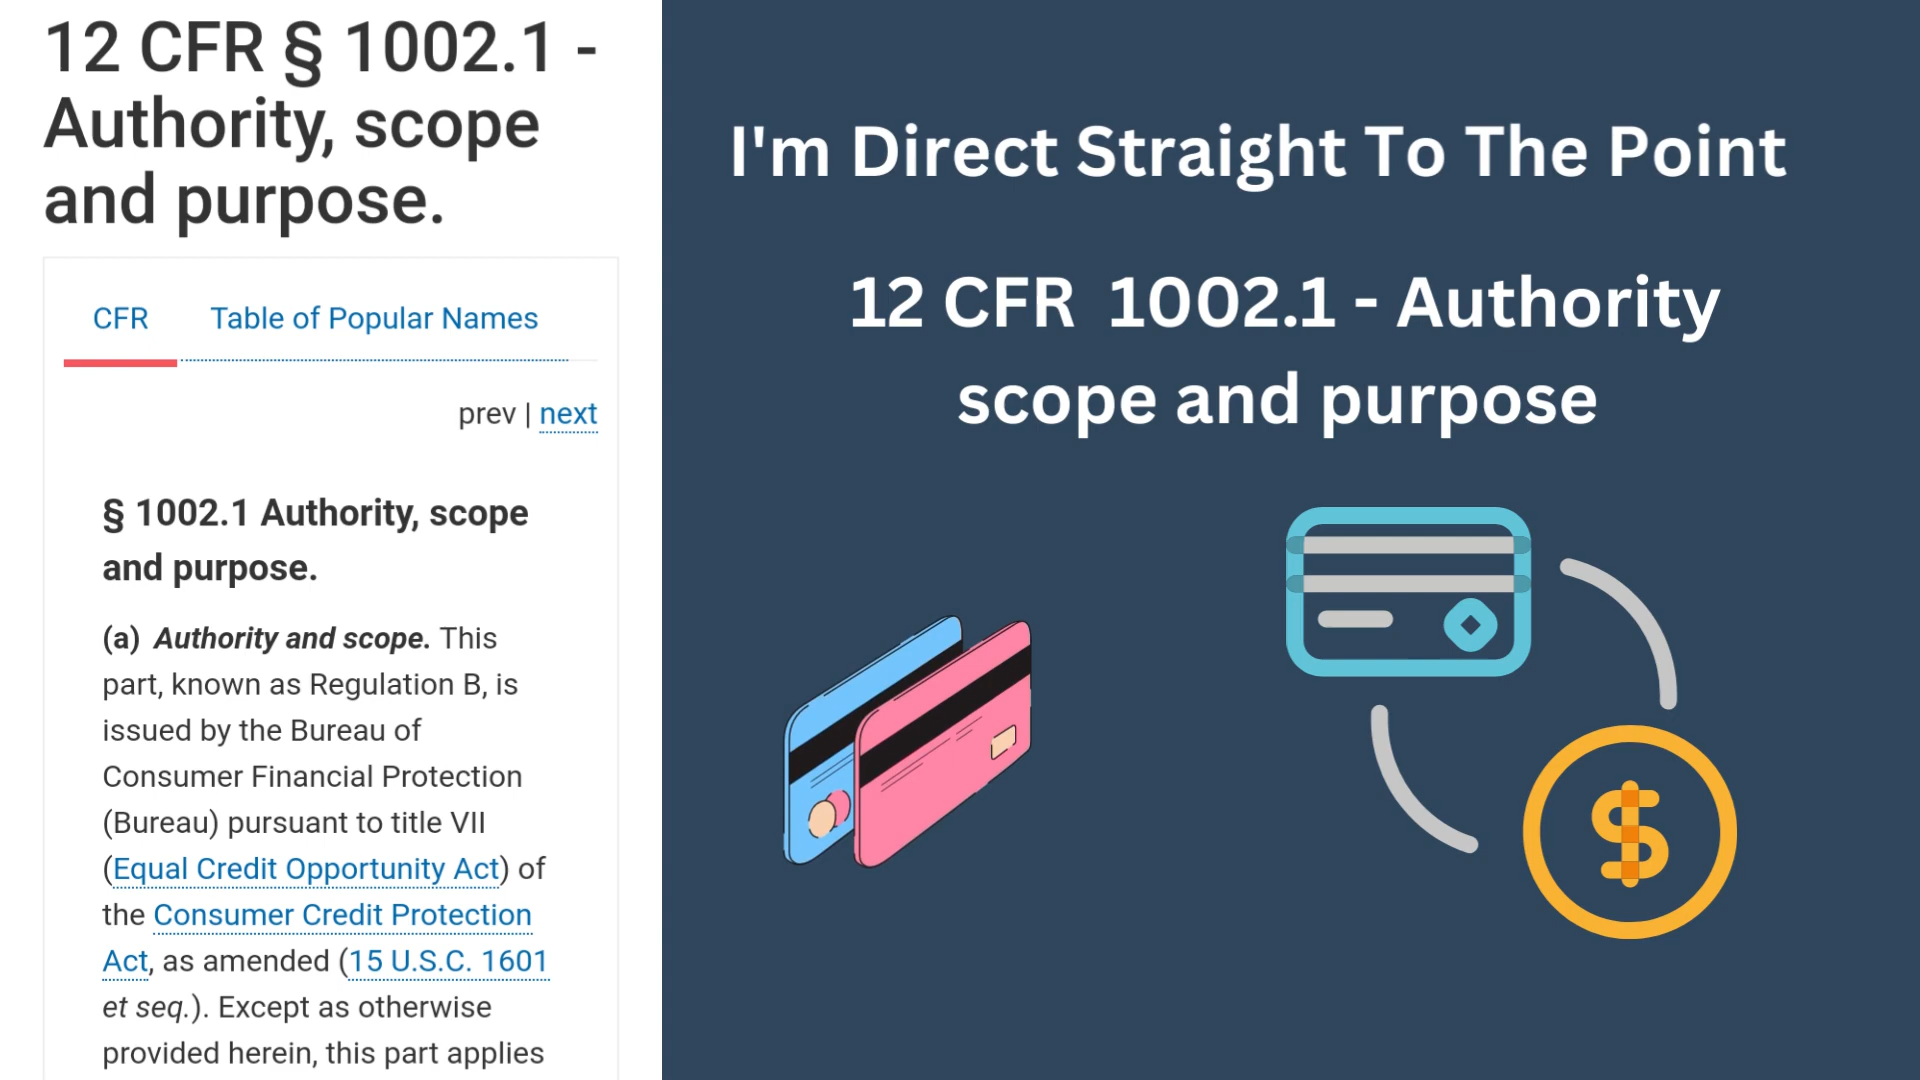 12 CFR § 1002.1 -
Authority, scope
and purpose.
CFR
Table of Popular Names
prev | next
§ 1002.1 Authority, scope
and purpose.
(a) Authority and scope. This
part, known as Regulation B, is
issued by the Bureau of
Consumer Financial Protection
(Bureau) pursuant to title VII
(Equal Credit Opportunity Act) of
the Consumer Credit Protection
Act, as amended (15 U.S.C. 1601
et seq.). Except as otherwise
provided herein, this part applies
I'm Direct Straight To The Point
12 CFR 1002.1 - Authority
scope and purpose
$